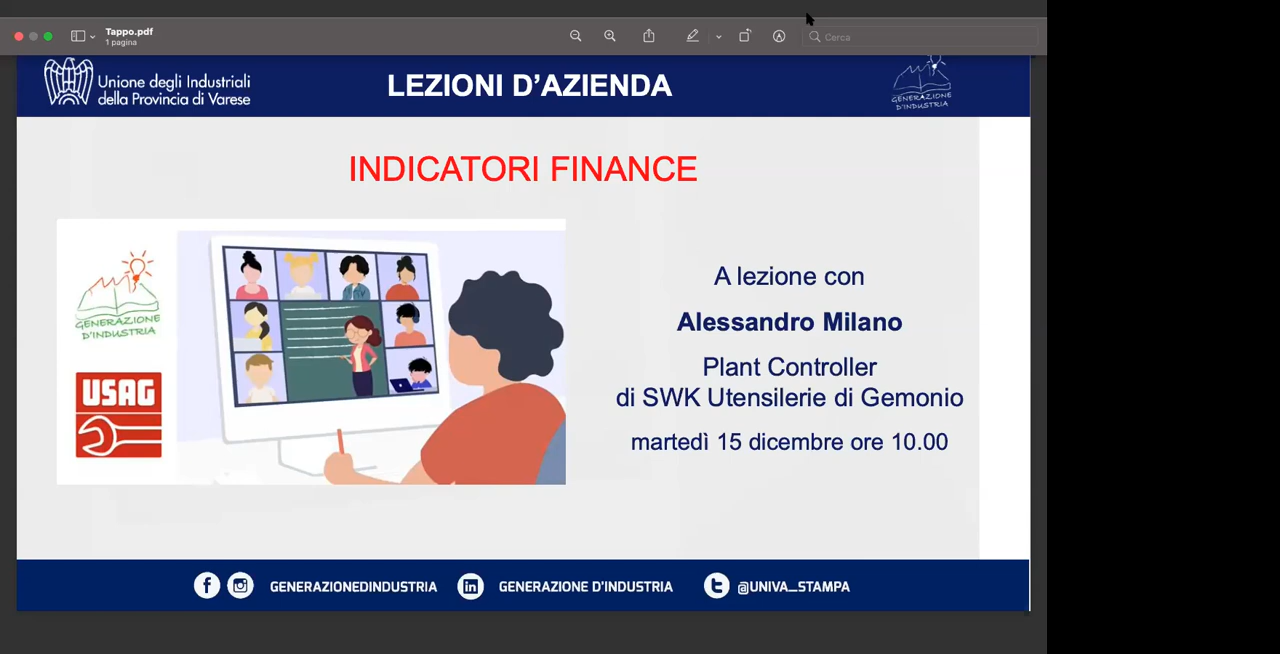 Tappo.pdf
1 pagina
Cerca
Unione degli Industriali
della Provincia di Varese
LEZIONI D'AZIENDA
GENERAZIONE
D'INDUSTRIA
INDICATORI FINANCE
GENERAZIONE
D'INDUSTRIA
USAG
A lezione con
Alessandro Milano
Plant Controller
di SWK Utensilerie di Gemonio
martedì 15 dicembre ore 10.00
GENERAZIONEDINDUSTRIA
GENERAZIONE D'INDUSTRIA
@UNIVA_STAMPA